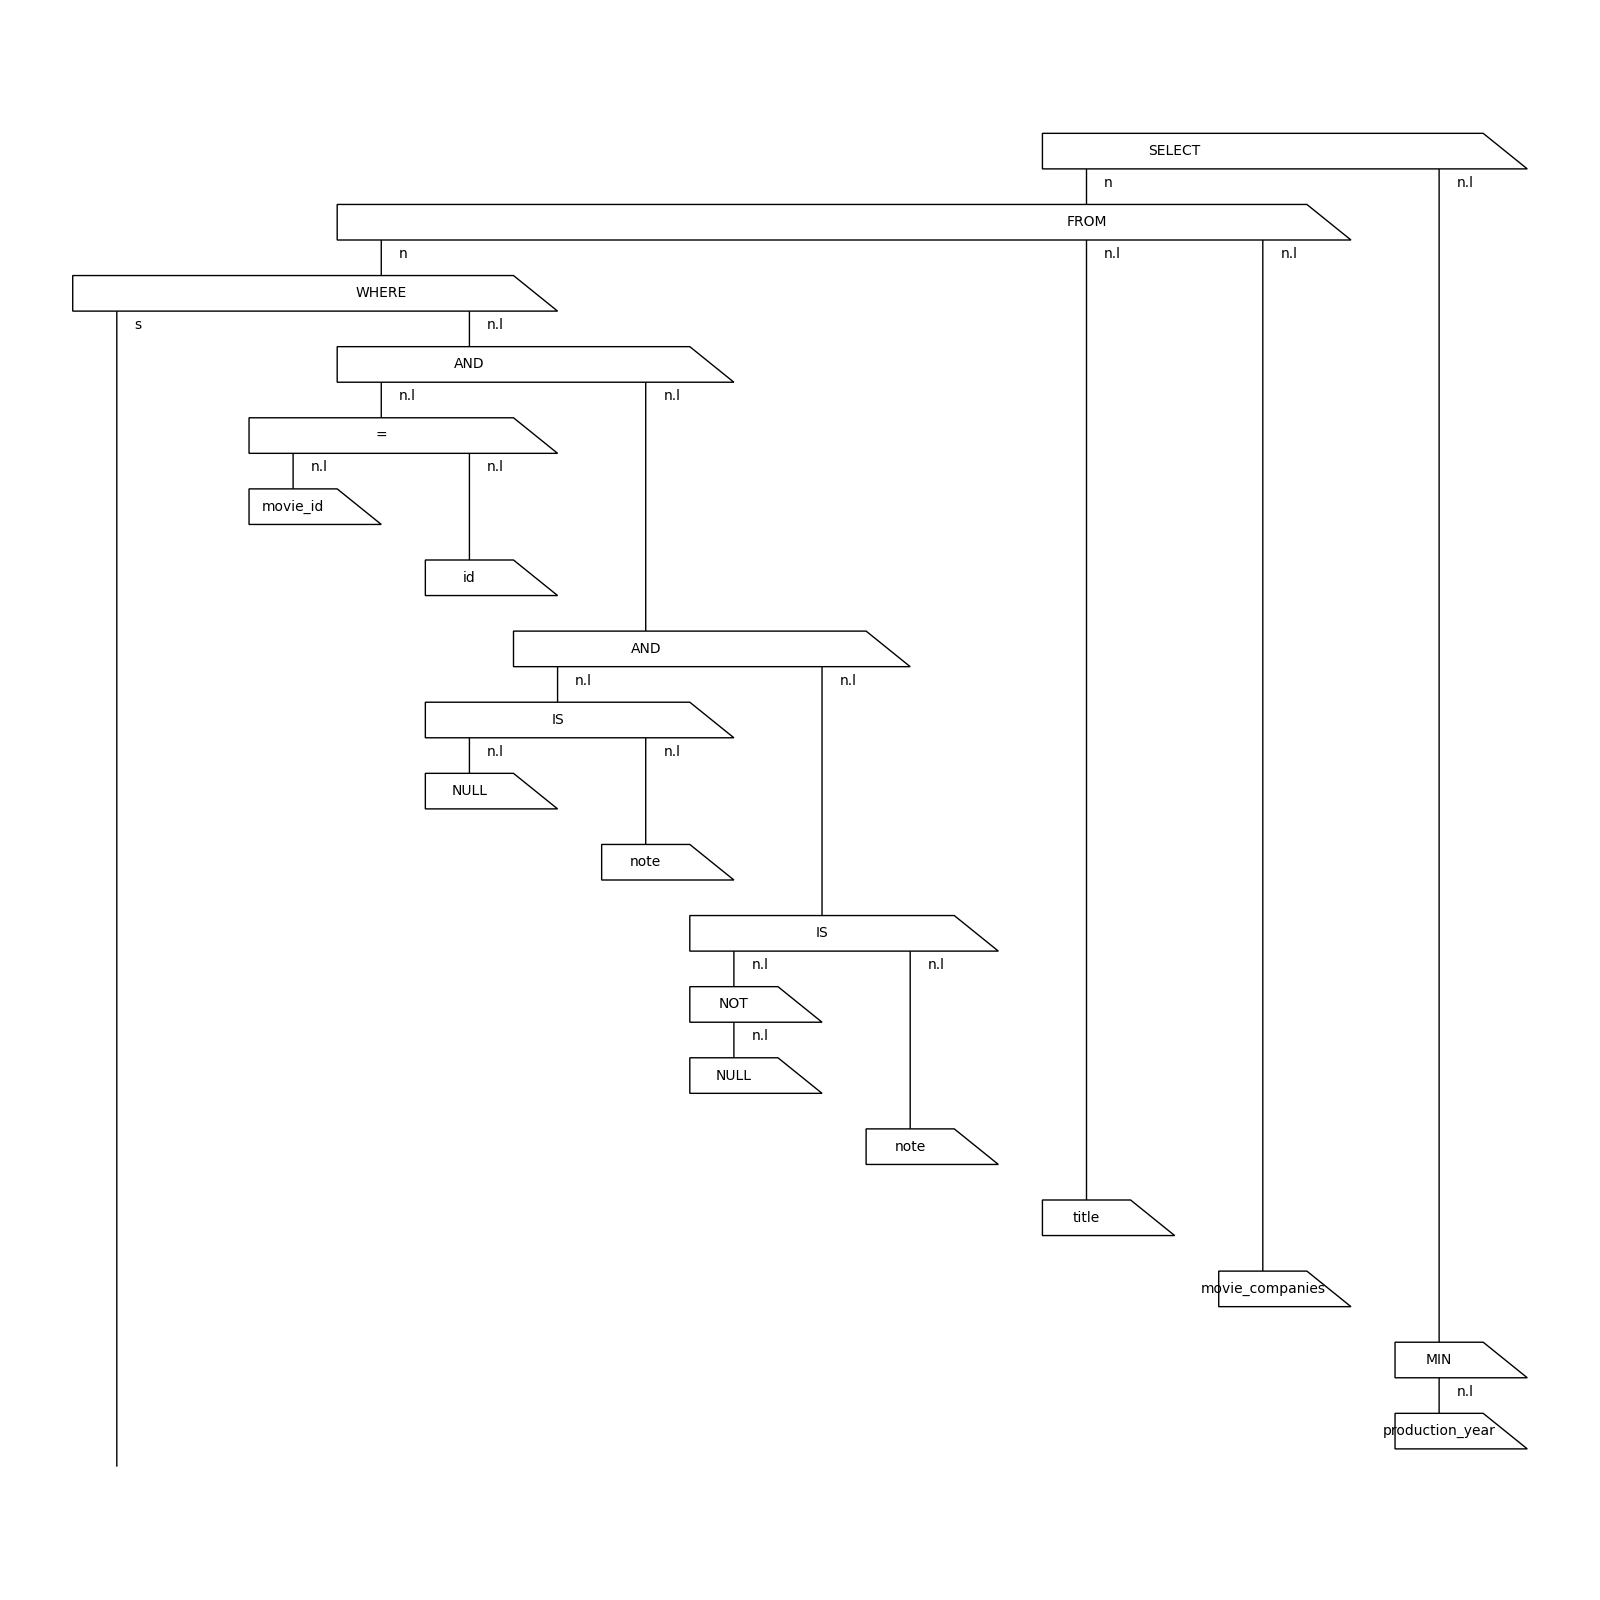 SELECT
n n.l
FROM
n n.l n.l
WHERE
s n.l
AND
n.l n.l
=
n.l n.l
movie_id
id
AND
n.l n.l
IS
n.l n.l
NULL
note
IS
n.l n.l
NOT
n.l
NULL
note
title
movie_companies
MIN
n.l
production_year